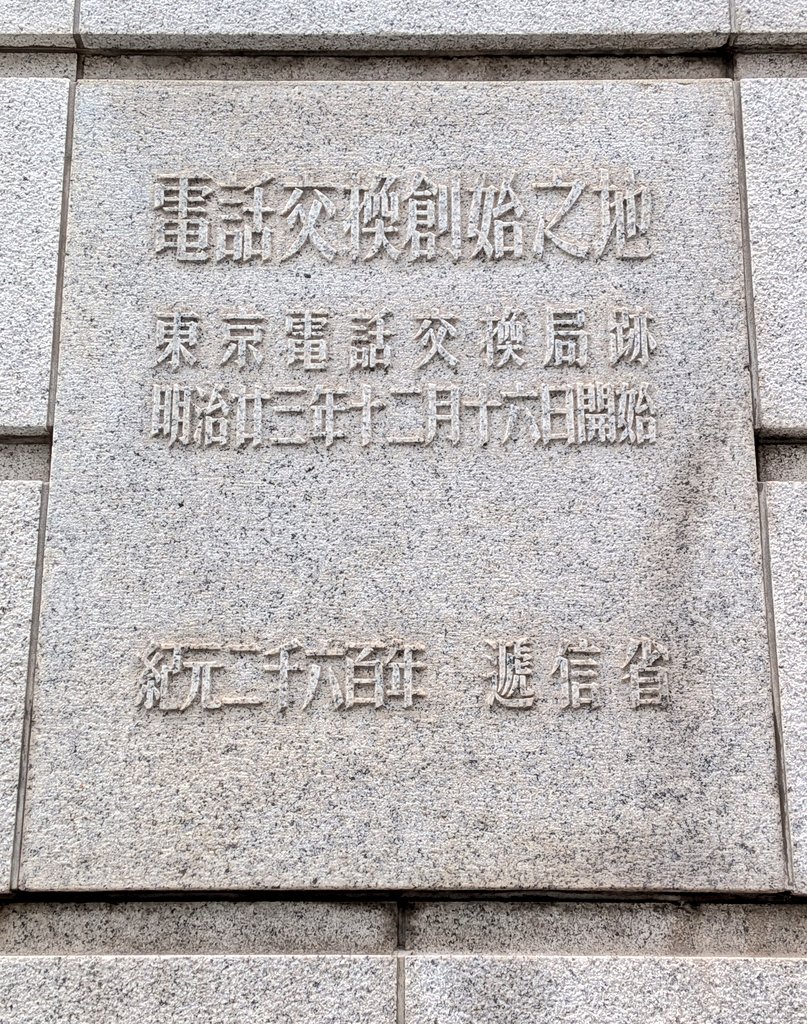 電話交換創始之地
東京電話交換局跡
明治廿三年十二月十六日開始
紀元二千六百年 遞信省